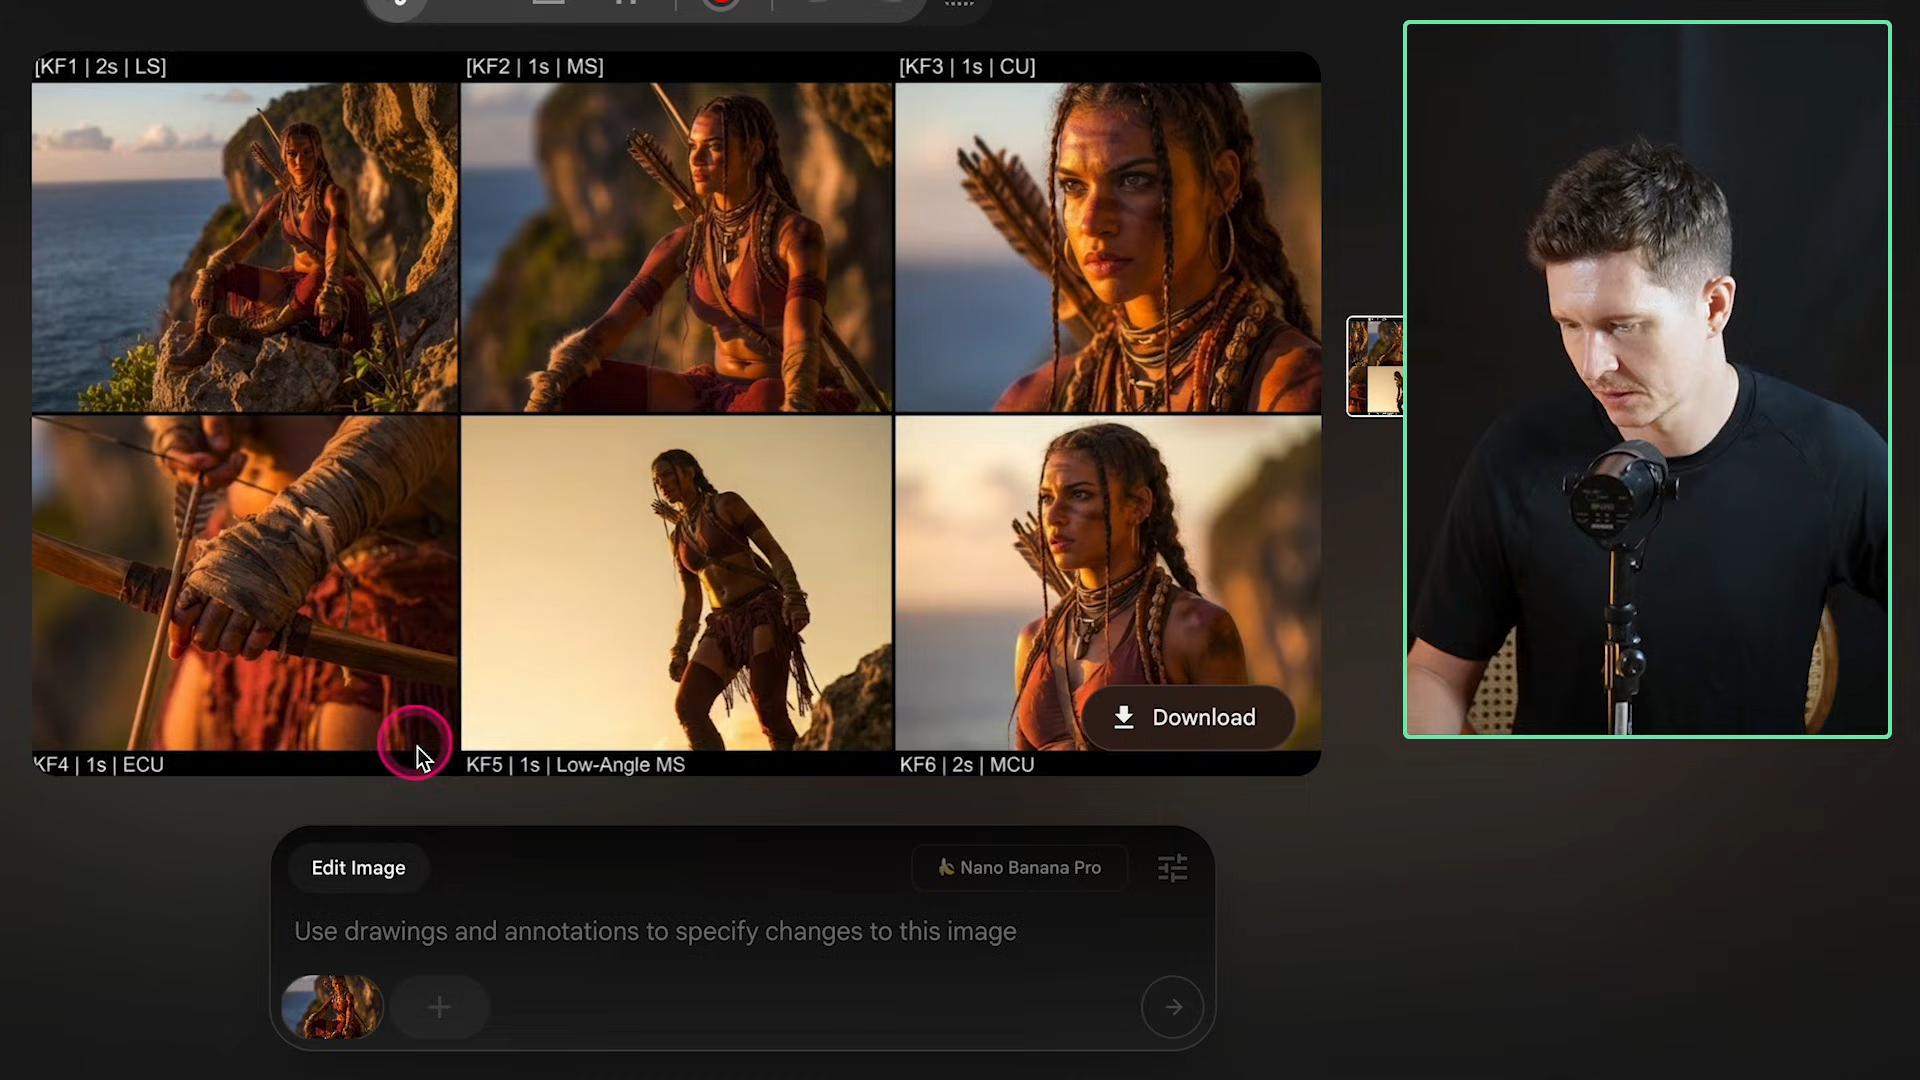 [KF1 | 2s | LS]
[KF2 | 1s | MS]
[KF3 | 1s | CU]
KF4 | 1s | ECU
KF5 | 1s | Low-Angle MS
KF6 | 2s | MCU
Download
Edit Image
Nano Banana Pro
Use drawings and annotations to specify changes to this image